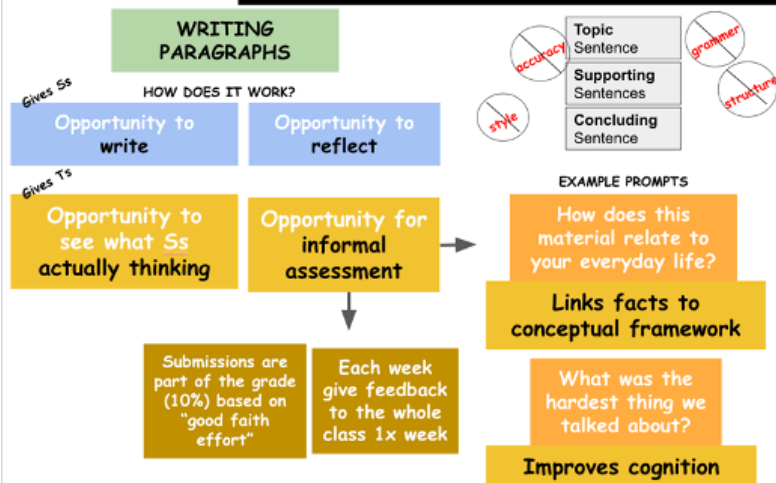 WRITING
PARAGRAPHS
HOW DOES IT WORK?
Gives Ss
Opportunity to
write
Opportunity to
reflect
Gives Ts
Opportunity to
see what Ss
actually thinking
Opportunity for
informal
assessment
Submissions are
part of the grade
(10%) based on
"good faith
effort"
Each week
give feedback
to the whole
class 1x week
accuracy
style
Topic
Sentence
Supporting
Sentences
Concluding
Sentence
grammer
structure
EXAMPLE PROMPTS
How does this
material relate to
your everyday life?
Links facts to
conceptual framework
What was the
hardest thing we
talked about?
Improves cognition